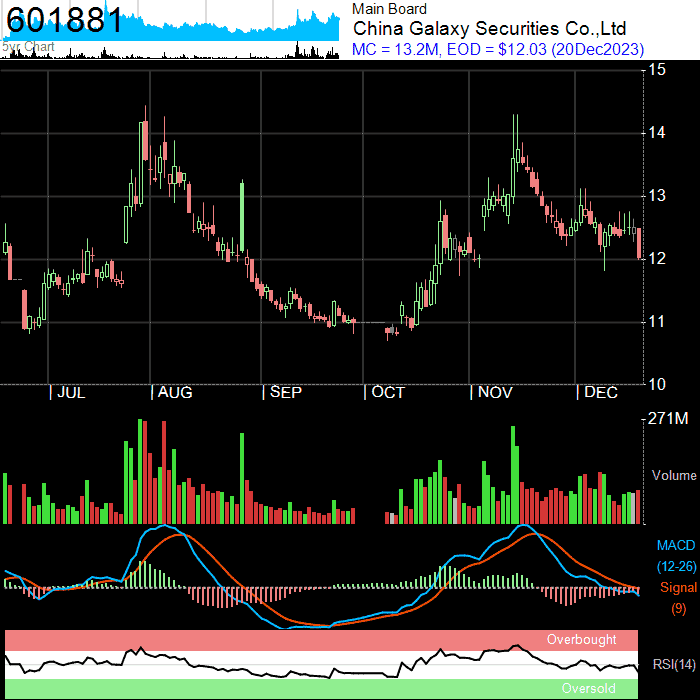 601881
Main Board
China Galaxy Securities Co.,Ltd
MC = 13.2M, EOD = $12.03 (20Dec2023)
5yr Chart
15
14
13
12
11
10
| JUL | AUG | SEP | OCT | NOV | DEC
271M
Volume
MACD
(12-26)
Signal
(9)
Overbought
RSI(14)
Oversold